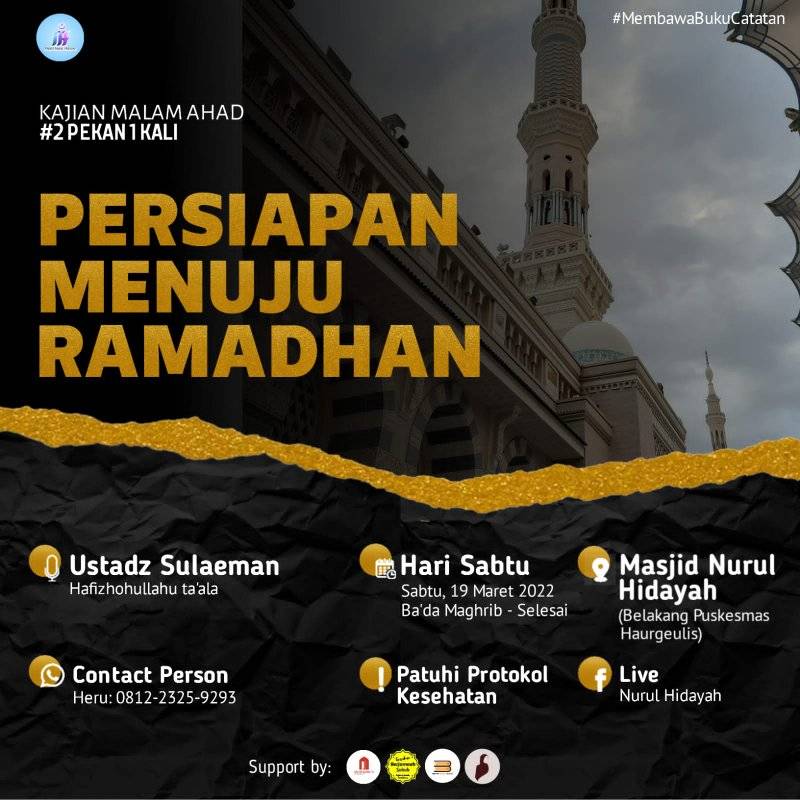 #MembawaBukuCatatan
KAJIAN MALAM AHAD
#2 PEKAN 1 KALI
PERSIAPAN
MENUJU
RAMADHAN
Ustadz Sulaeman
Hafizhohullahu ta'ala
Hari Sabtu
Sabtu, 19 Maret 2022
Ba'da Maghrib - Selesai
Masjid Nurul
Hidayah
(Belakang Puskesmas
Haurgeulis)
Contact Person
Heru: 0812-2325-9293
Patuhi Protokol
Kesehatan
Live
Nurul Hidayah
Support by: